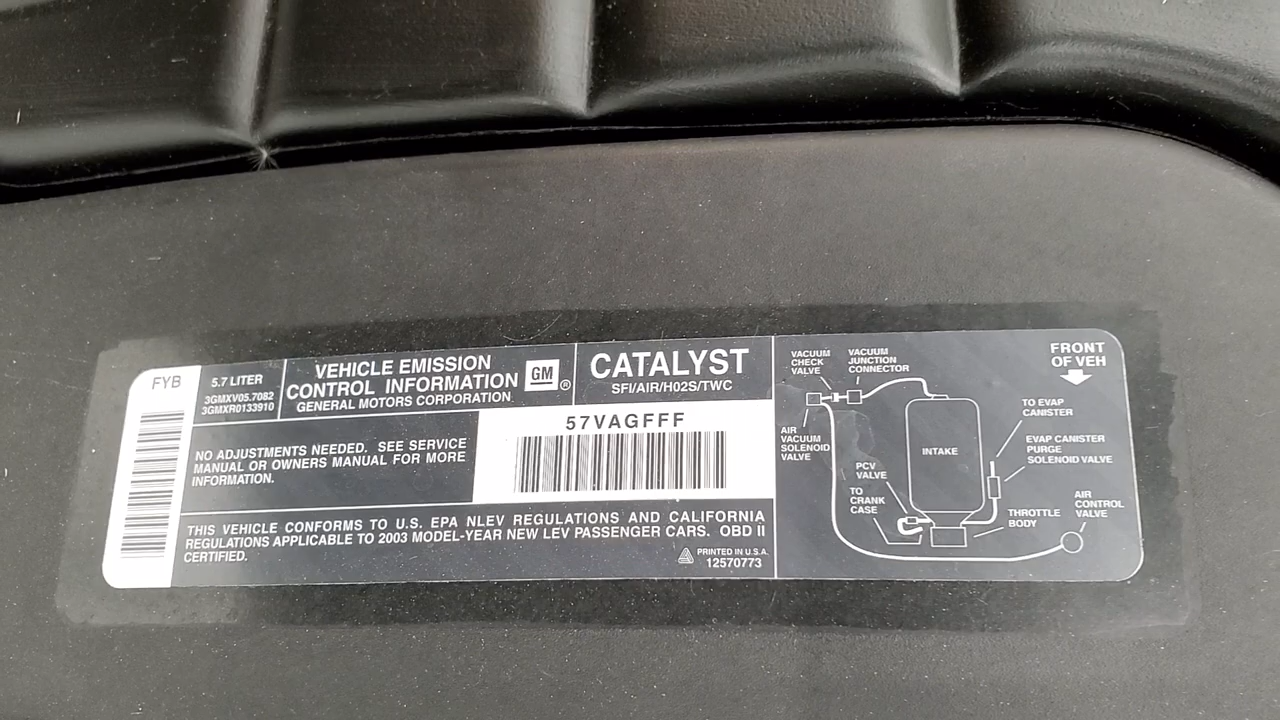 FYB
5.7 LITER
3GMXV05.7082
3GMXR0133910
VEHICLE EMISSION
CONTROL INFORMATION
GENERAL MOTORS CORPORATION
GM ®
CATALYST
SFI/AIR/H02S/TWC
NO ADJUSTMENTS NEEDED. SEE SERVICE
MANUAL OR OWNERS MANUAL FOR MORE
INFORMATION.
57VAGFFF
THIS VEHICLE CONFORMS TO U.S. EPA NLEV REGULATIONS AND CALIFORNIA
REGULATIONS APPLICABLE TO 2003 MODEL-YEAR NEW LEV PASSENGER CARS. OBD II
CERTIFIED.
PRINTED IN U.S.A.
12570773
VACUUM
CHECK
VALVE
VACUUM
JUNCTION
CONNECTOR
FRONT
OF VEH
AIR
VACUUM
SOLENOID
VALVE
TO EVAP
CANISTER
INTAKE
EVAP CANISTER
PURGE
SOLENOID VALVE
PCV
VALVE
TO
CRANK
CASE
THROTTLE
BODY
AIR
CONTROL
VALVE